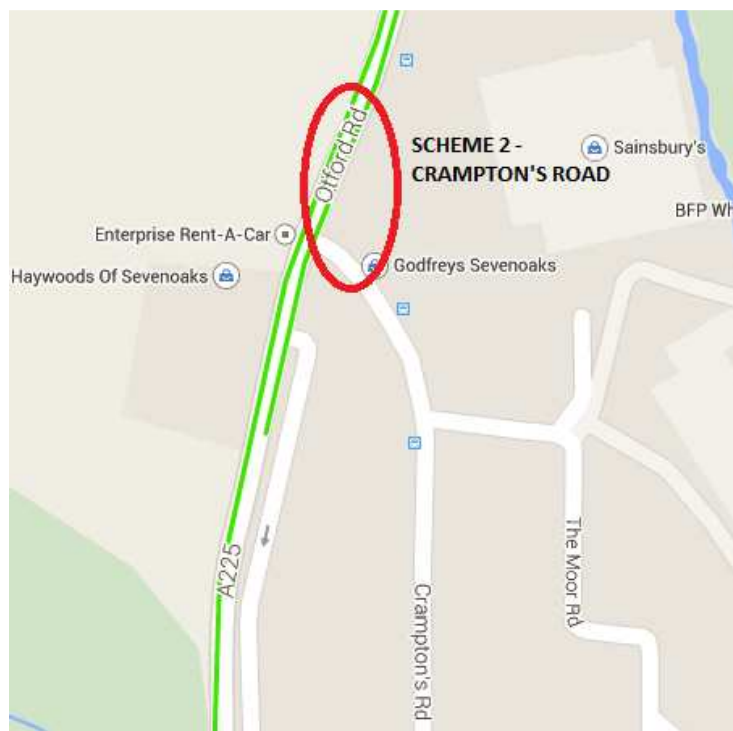 Otford Rd
SCHEME 2 -
CRAMPTON'S ROAD
Sainsbury's
BFP Wh
Enterprise Rent-A-Car
Haywoods Of Sevenoaks
Godfreys Sevenoaks
A225
Crampton's Rd
The Moor Rd